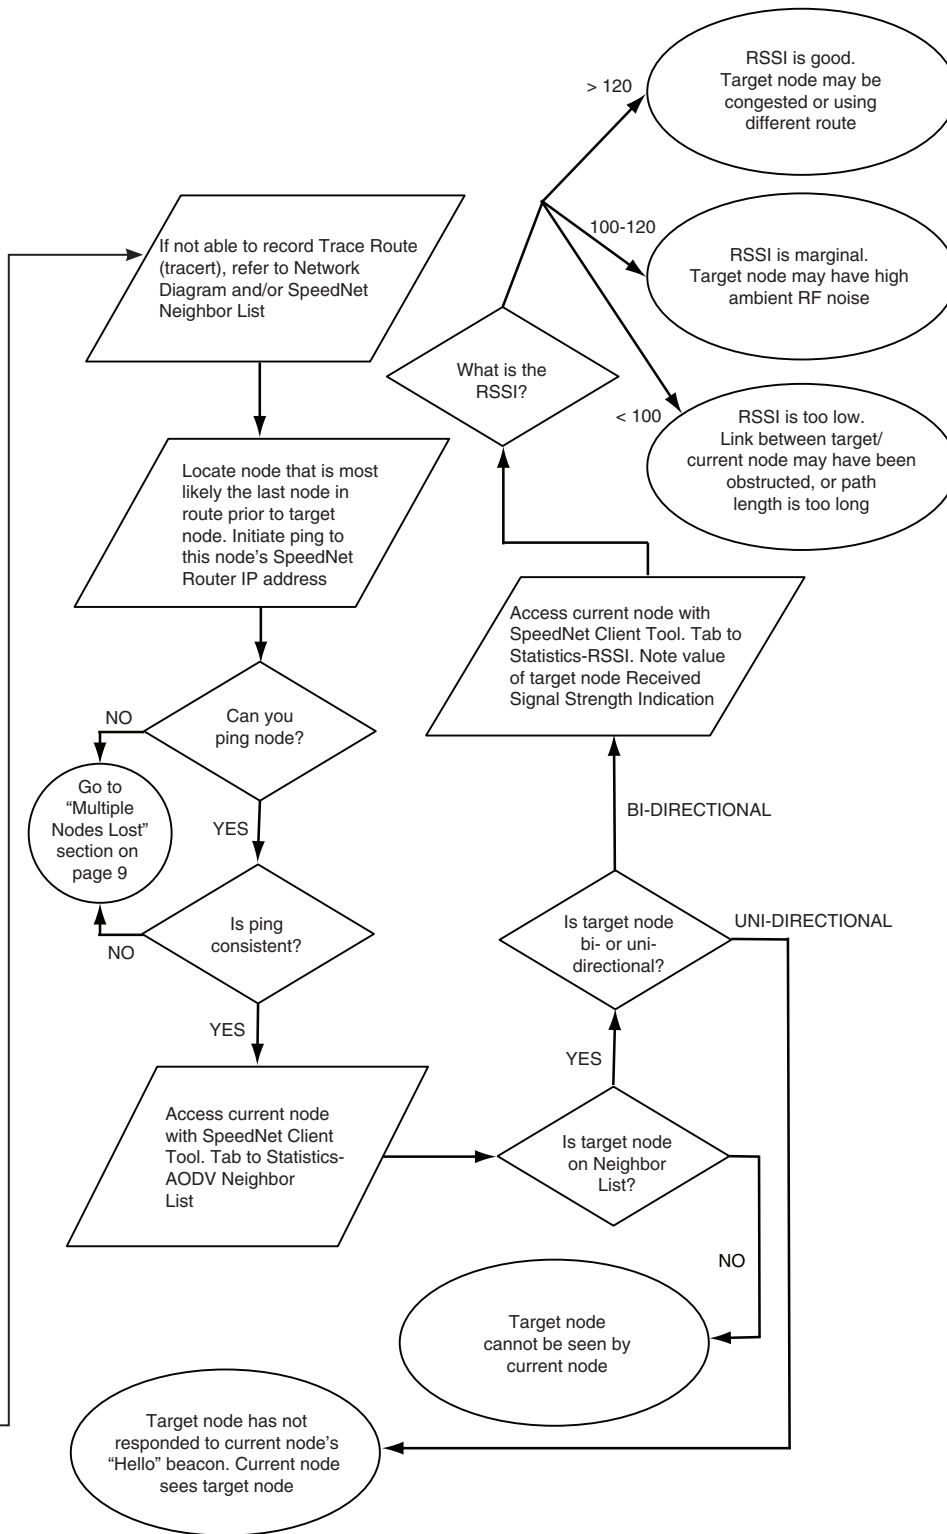 If not able to record Trace Route
(tracert), refer to Network
Diagram and/or SpeedNet
Neighbor List
Locate node that is most
likely the last node in
route prior to target
node. Initiate ping to
this node's SpeedNet
Router IP address
Can you
ping node?
NO
Go to
“Multiple
Nodes Lost”
section on
page 9
YES
Is ping
consistent?
NO
YES
Access current node
with SpeedNet Client
Tool. Tab to Statistics-
AODV Neighbor
List
Is target node
on Neighbor
List?
NO
Target node
cannot be seen by
current node
YES
Is target node
bi- or uni-
directional?
UNI-DIRECTIONAL
Target node has not
responded to current node's
“Hello” beacon. Current node
sees target node
BI-DIRECTIONAL
Access current node with
SpeedNet Client Tool. Tab to
Statistics-RSSI. Note value
of target node Received
Signal Strength Indication
What is the
RSSI?
> 120
RSSI is good.
Target node may be
congested or using
different route
100-120
RSSI is marginal.
Target node may have high
ambient RF noise
< 100
RSSI is too low.
Link between target/
current node may have been
obstructed, or path
length is too long